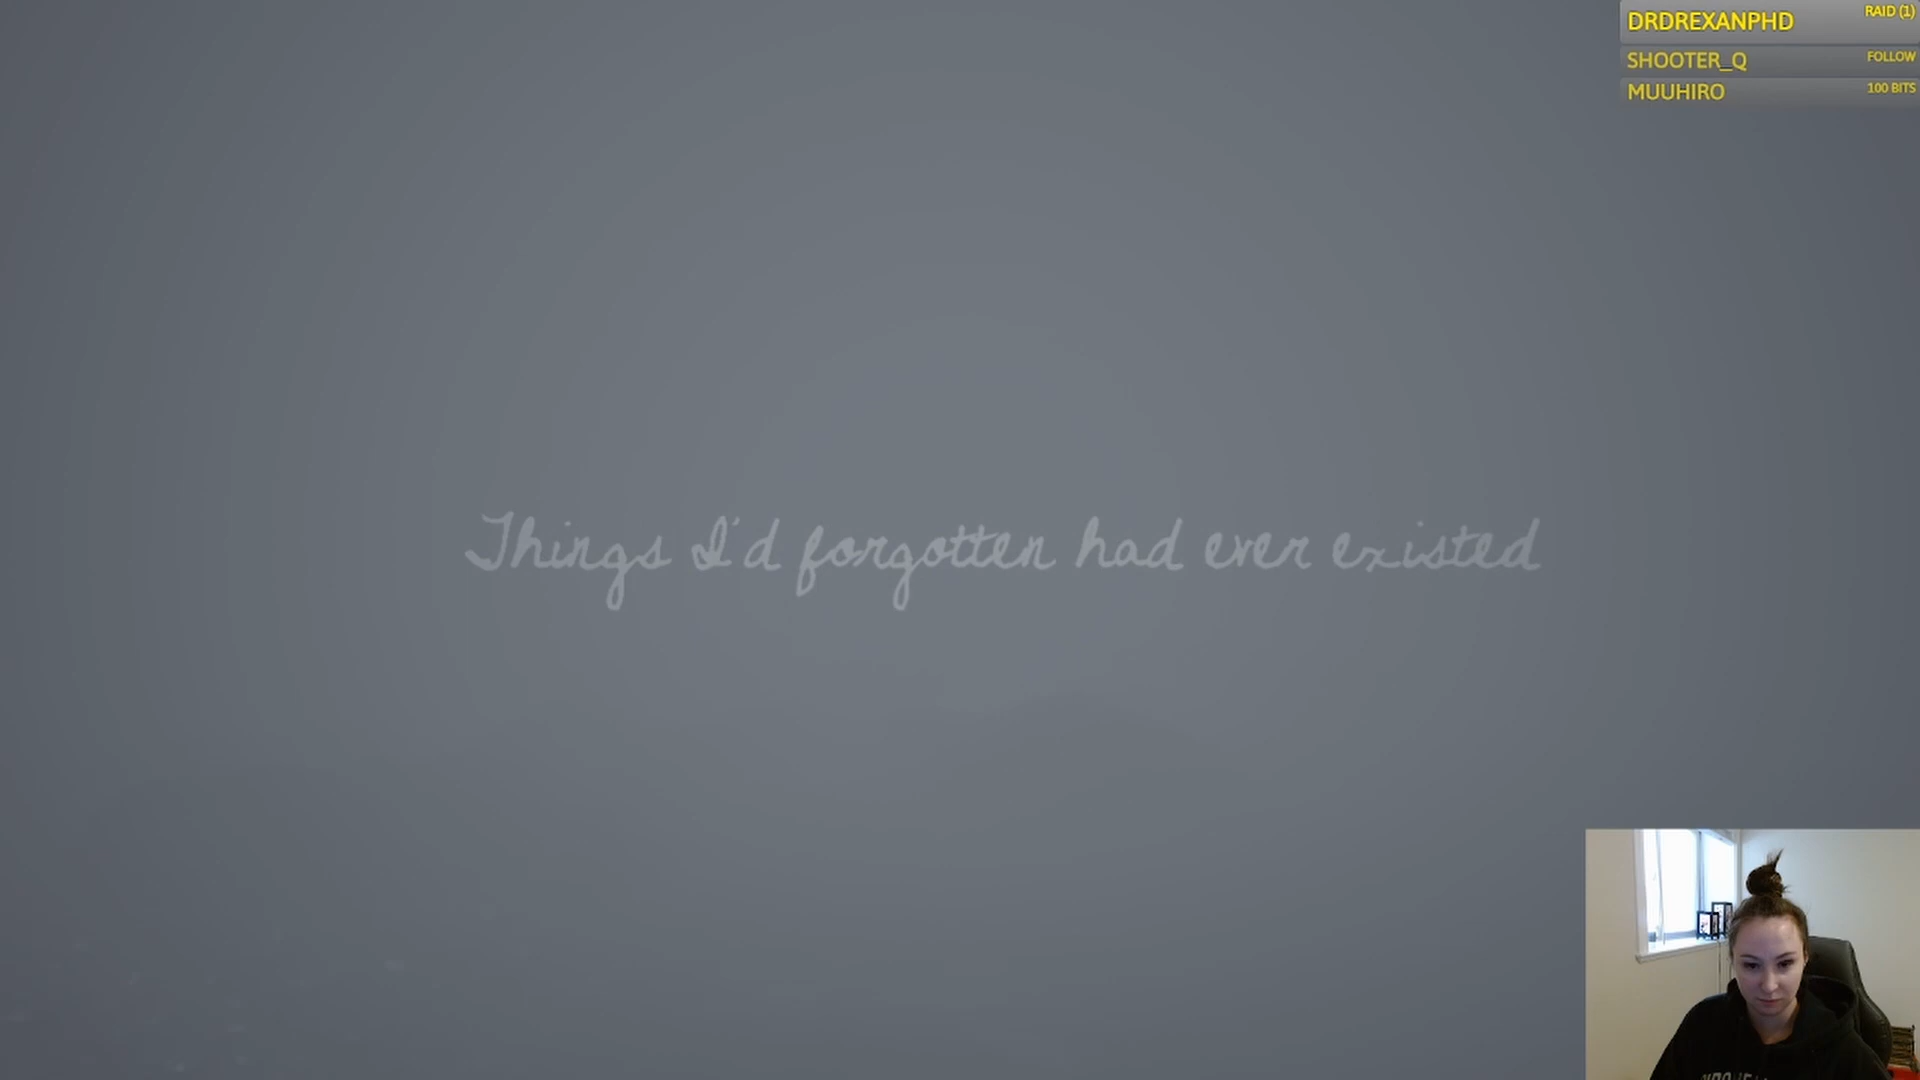 DRDREXANPHD RAID (1)
SHOOTER_Q FOLLOW
MUUHIRO 100 BITS
Things I'd forgotten had ever existed